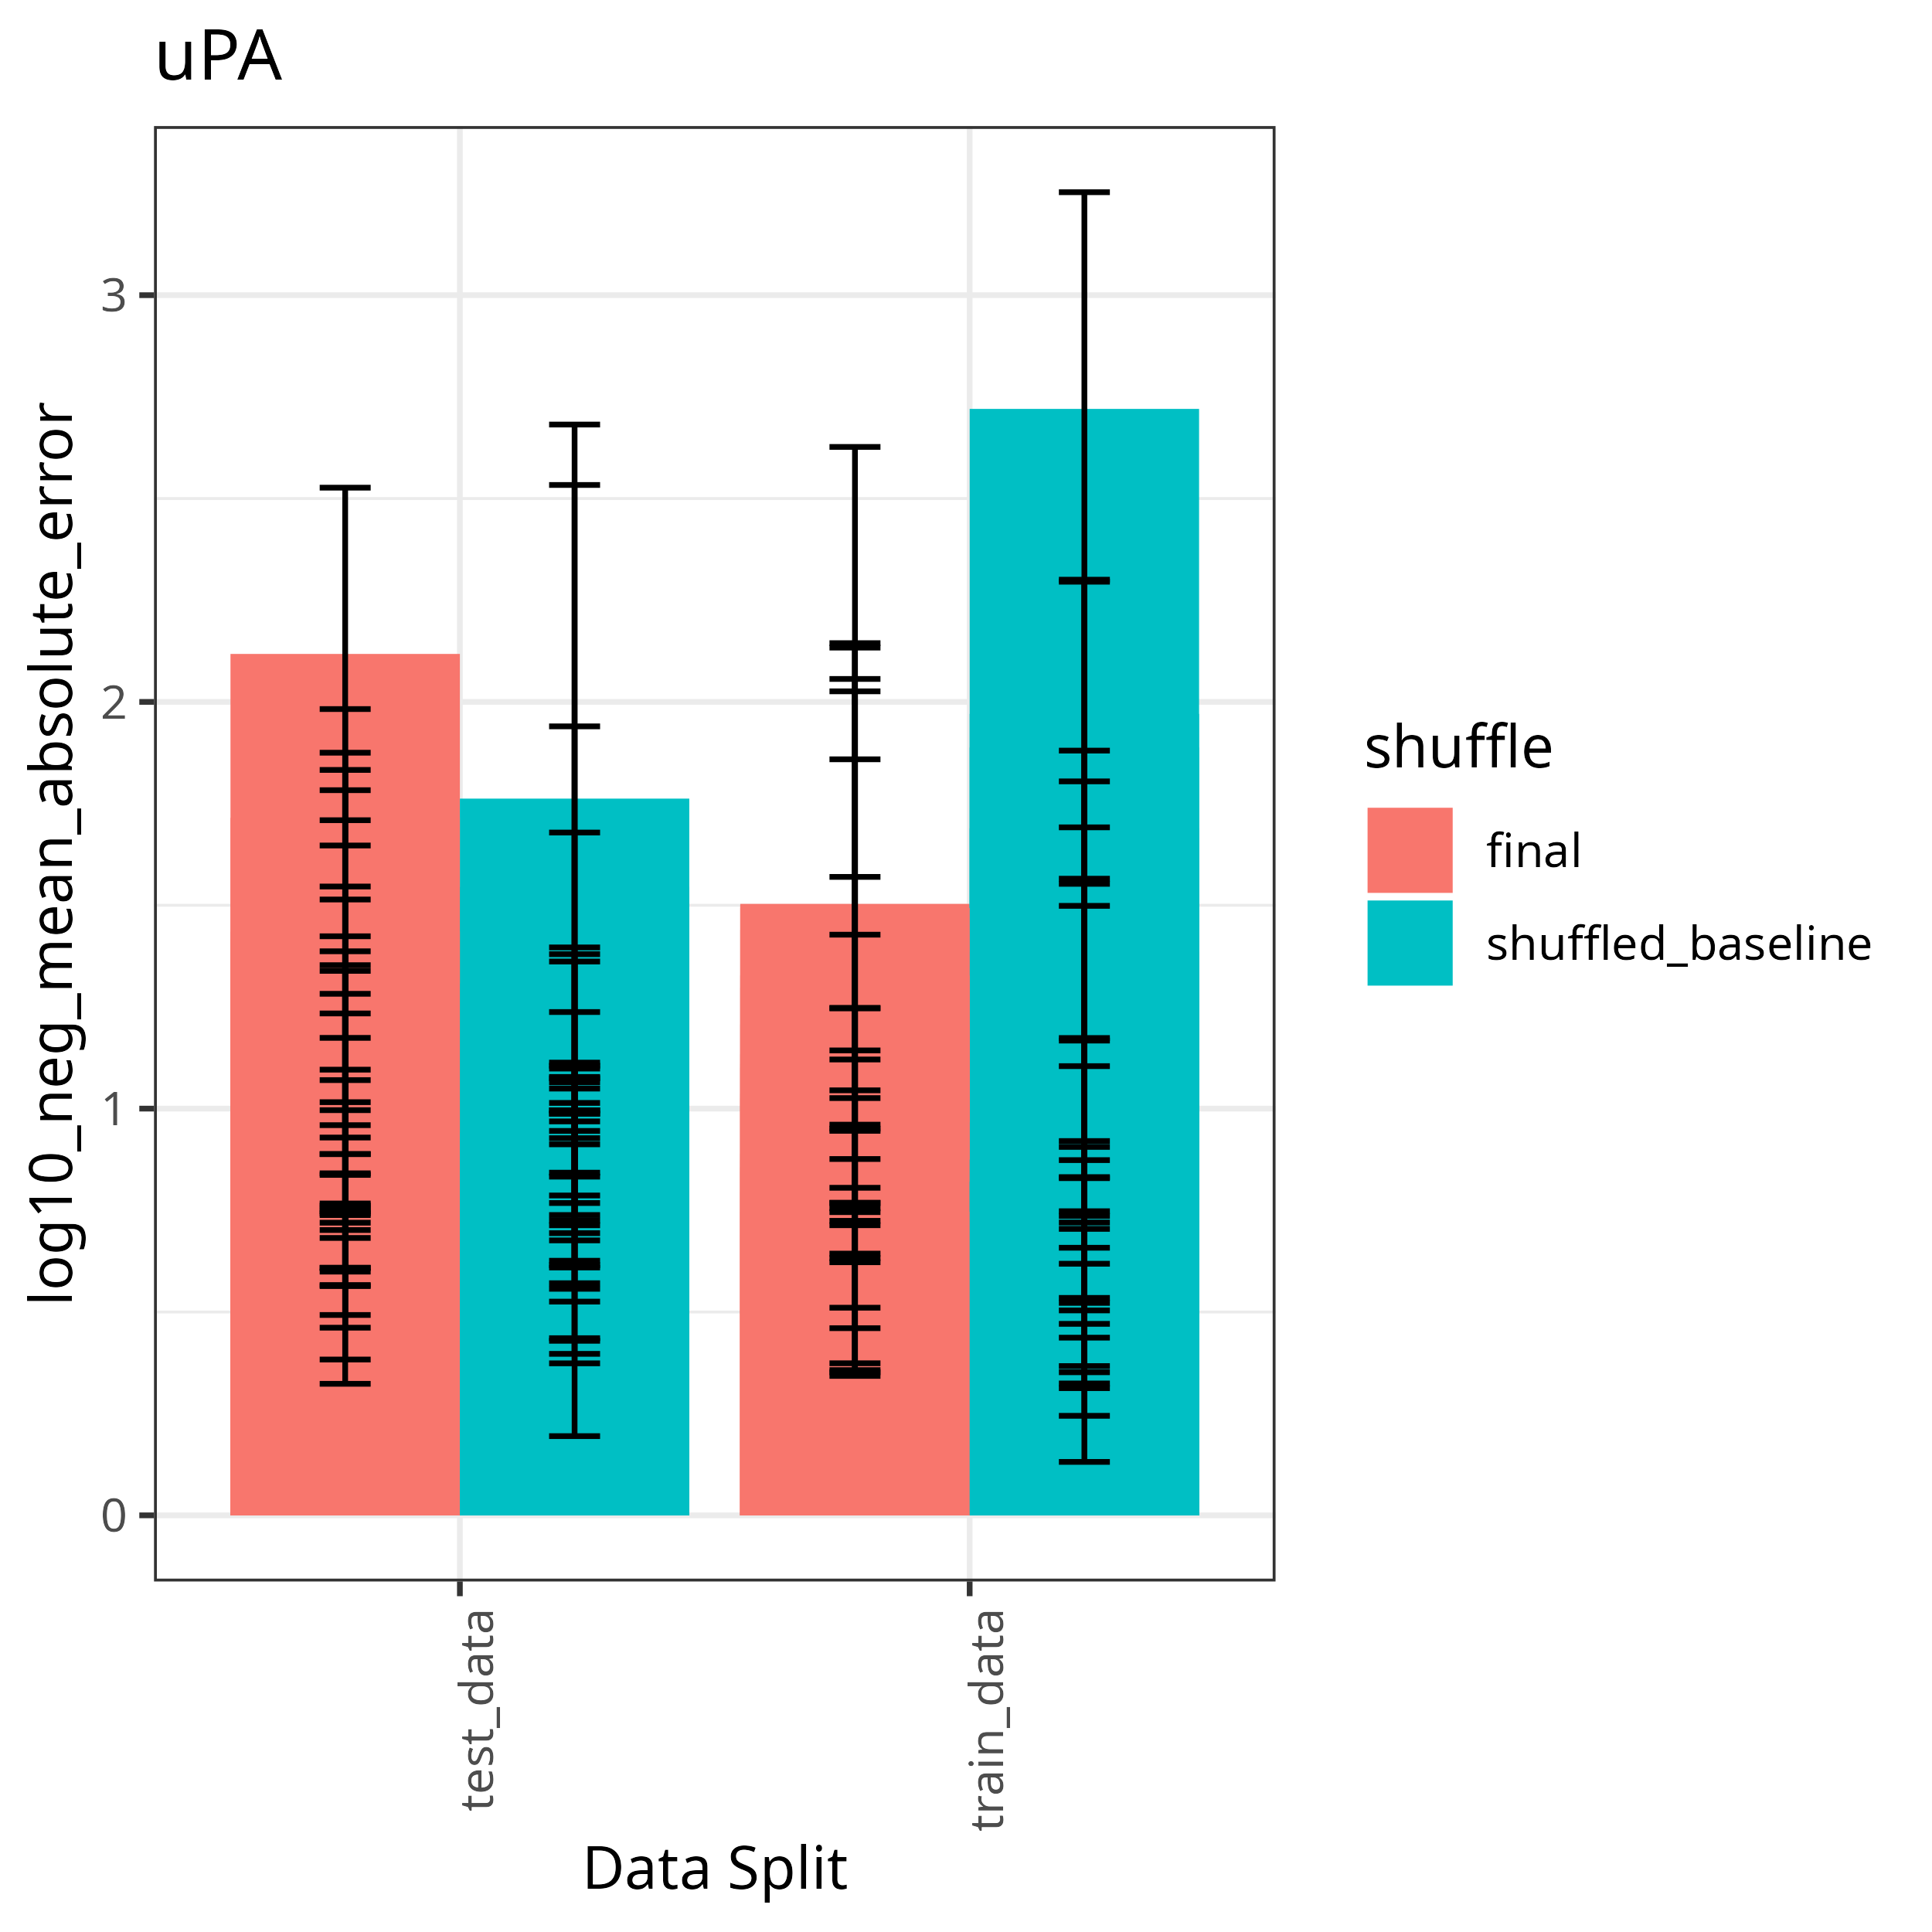 uPA
log10_neg_mean_absolute_error
3
2
1
0
test_data
train_data
Data Split
shuffle
final
shuffled_baseline